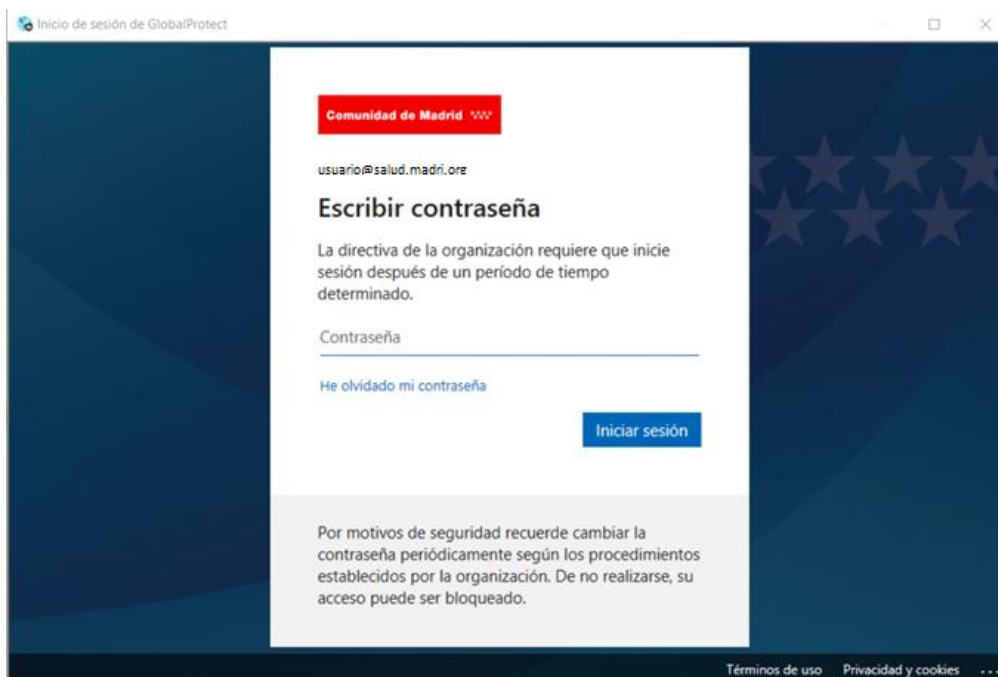 Inicio de sesión de GlobalProtect
Comunidad de Madrid
usuario@salud.madri.org
Escribir contraseña
La directiva de la organización requiere que inicie
sesión después de un período de tiempo
determinado.
Contraseña
He olvidado mi contraseña
Iniciar sesión
Por motivos de seguridad recuerde cambiar la
contraseña periódicamente según los procedimientos
establecidos por la organización. De no realizarse, su
acceso puede ser bloqueado.
Términos de uso Privacidad y cookies ...